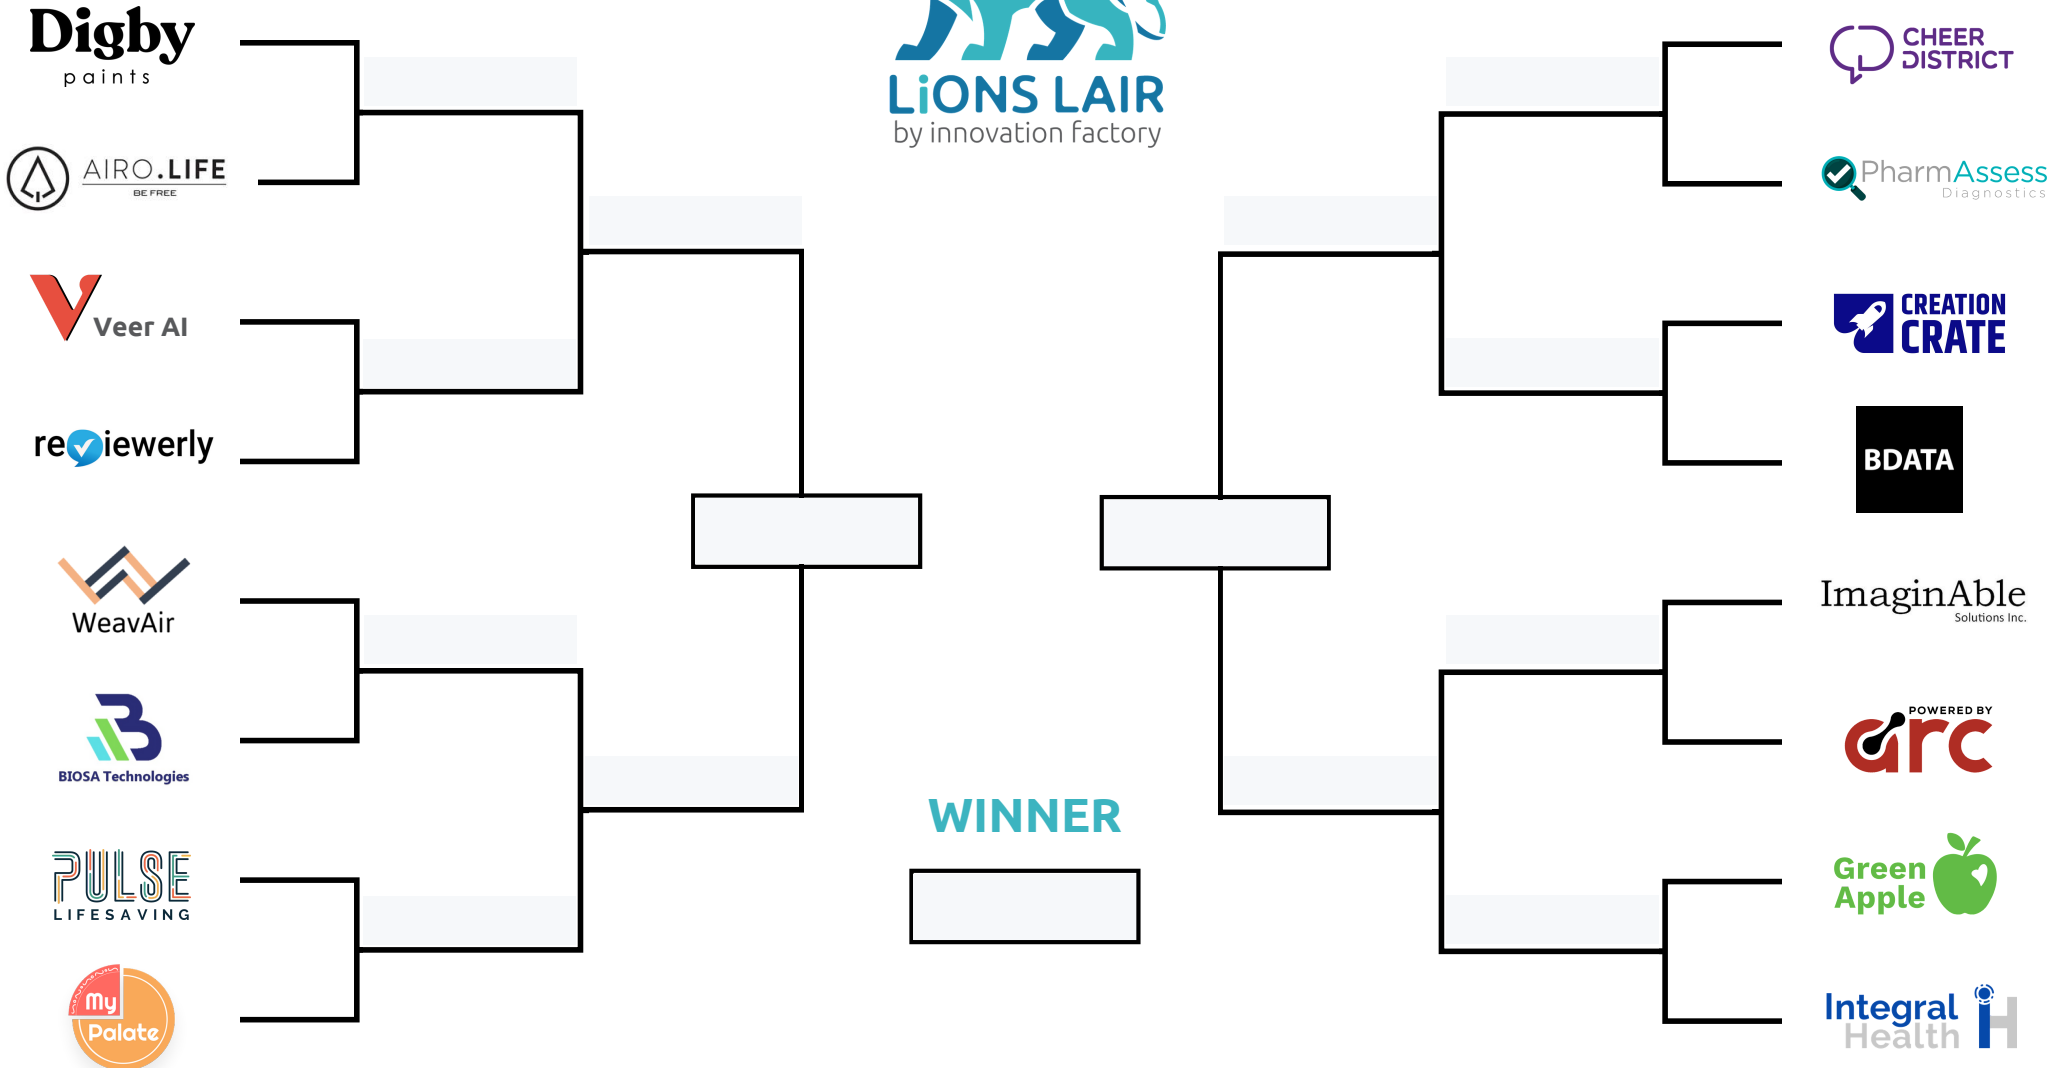 Digby
paints
AIRO.LIFE
BE FREE
Veer AI
reviewerly
WeavAir
BIOSA Technologies
PULSE
LIFESAVING
My
Palate
LiONS LAIR
by innovation factory
WINNER
CHEER
DISTRICT
PharmAssess
Diagnostics
CREATION
CRATE
BDATA
ImaginAble
Solutions Inc.
POWERED BY
arc
Green
Apple
Integral
Health
iH